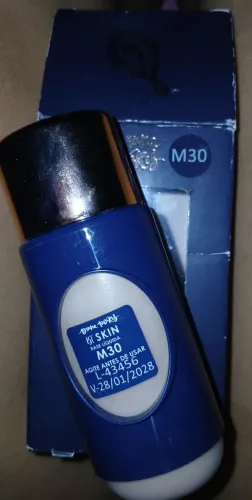 M30
SKIN
BASE LIQUIDA
M30
AGITE ANTES DE USAR
L-43456
V-28/01/2028